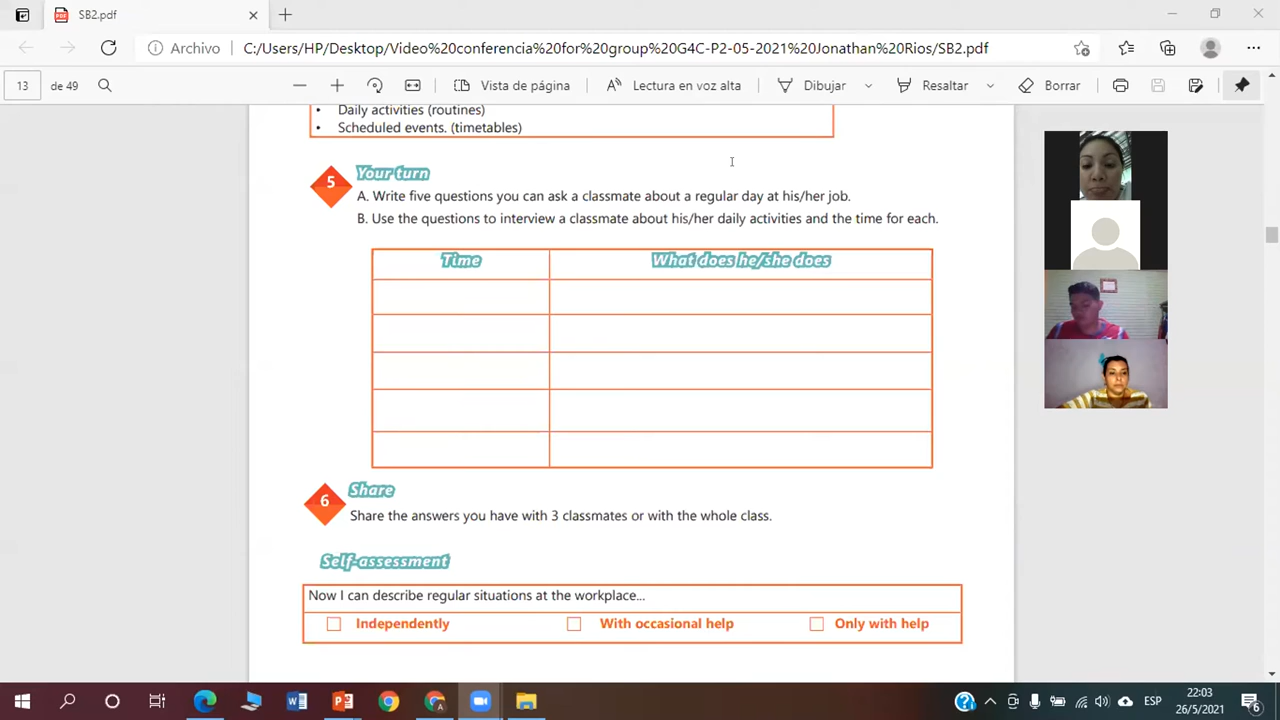 SB2.pdf
Archivo
C:/Users/HP/Desktop/Video%20conferencia%20for%20group%20G4C-P2-05-2021%20Jonathan%20Rios/SB2.pdf
13 de 49
Vista de página
Lectura en voz alta
Dibujar
Resaltar
Borrar
• Daily activities (routines)
• Scheduled events. (timetables)
5 Your turn
A. Write five questions you can ask a classmate about a regular day at his/her job.
B. Use the questions to interview a classmate about his/her daily activities and the time for each.
Time What does he/she does
6 Share
Share the answers you have with 3 classmates or with the whole class.
Self-assessment
Now I can describe regular situations at the workplace...
Independently With occasional help Only with help
ESP
22:03
26/5/2021
6